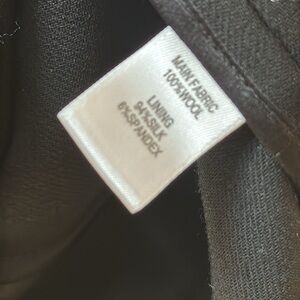 MAIN FABRIC
100%WOOL
LINING
94%SILK
6%SPANDEX